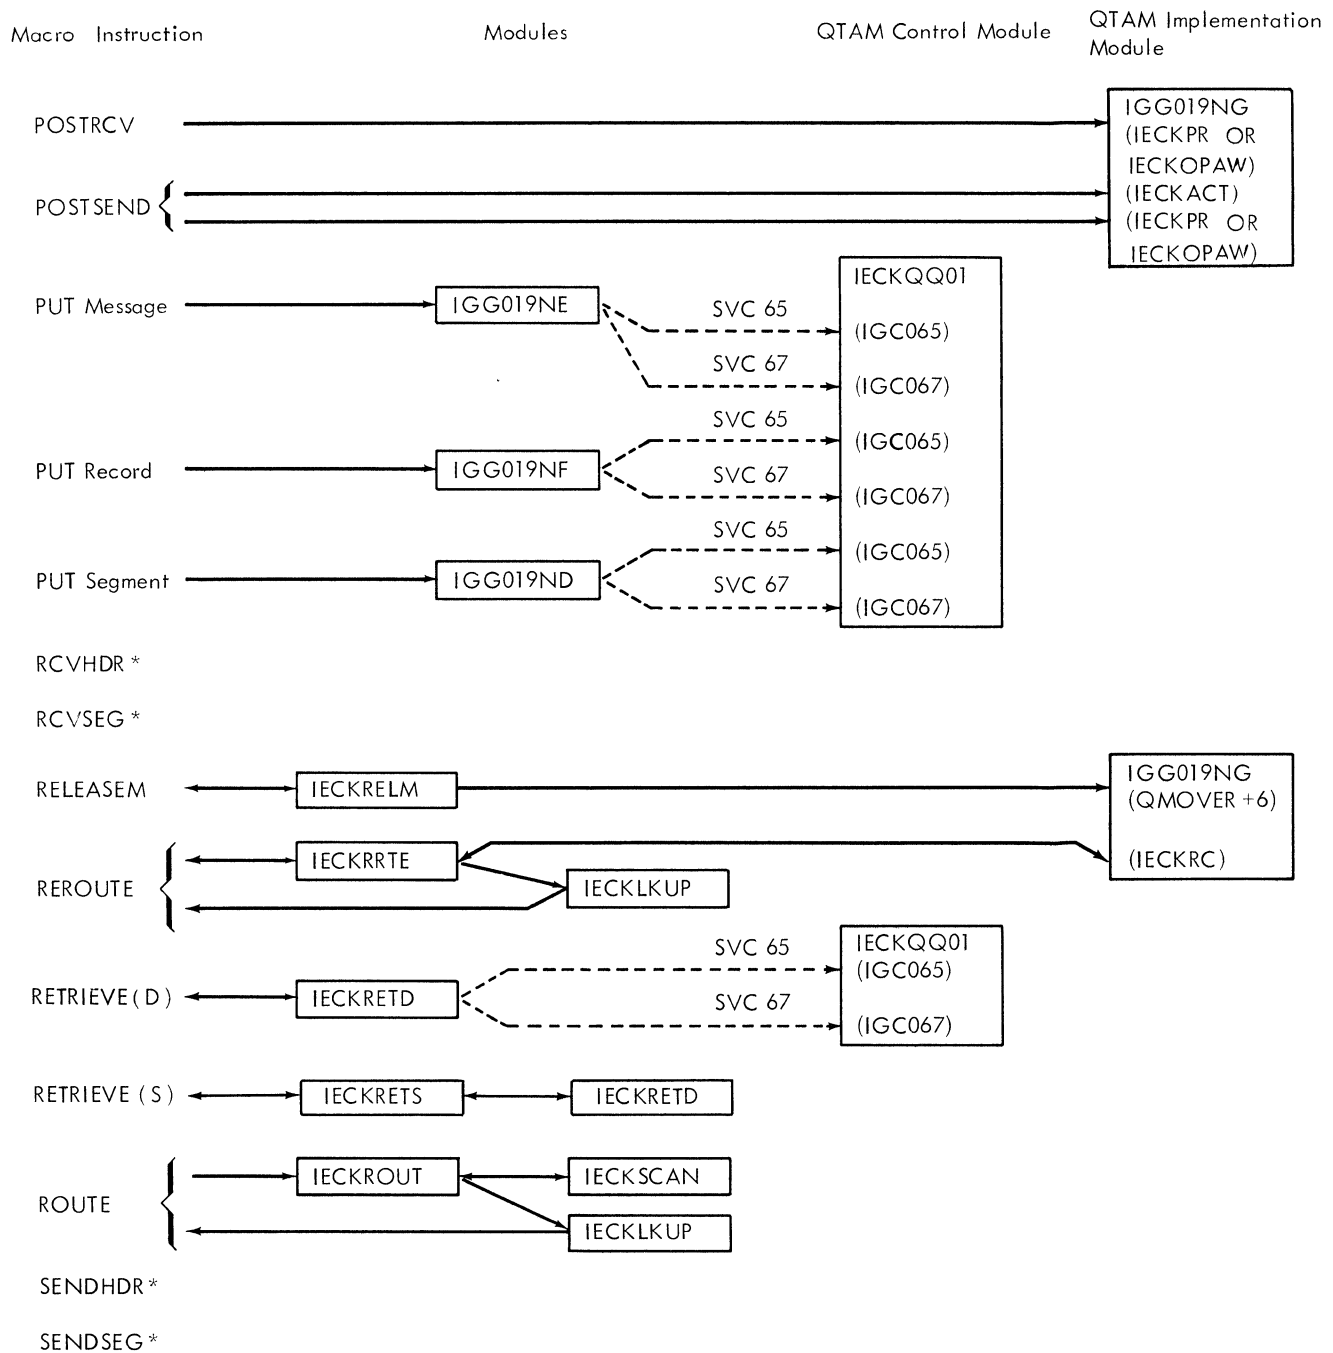 Macro Instruction
Modules
QTAM Control Module
QTAM Implementation
Module
POSTRCV
IGG019NG
(IECKPR OR
IECKOPAW)
POSTSEND
(IECKACT)
(IECKPR OR
IECKOPAW)
IECKQQ01
PUT Message
IGG019NE
SVC 65
(IGC065)
SVC 67
(IGC067)
SVC 65
(IGC065)
PUT Record
IGG019NF
SVC 67
(IGC067)
SVC 65
(IGC065)
PUT Segment
IGG019ND
SVC 67
(IGC067)
RCVHDR*
RCVSEG*
RELEASEM
IECKRELM
IGG019NG
(QMOVER +6)
REROUTE
IECKRRTE
(IECKRC)
IECKLKUP
RETRIEVE(D)
IECKRETD
SVC 65
IECKQQ01
(IGC065)
SVC 67
(IGC067)
RETRIEVE(S)
IECKRETS
IECKRETD
ROUTE
IECKROUT
IECKSCAN
IECKLKUP
SENDHDR*
SENDSEG*